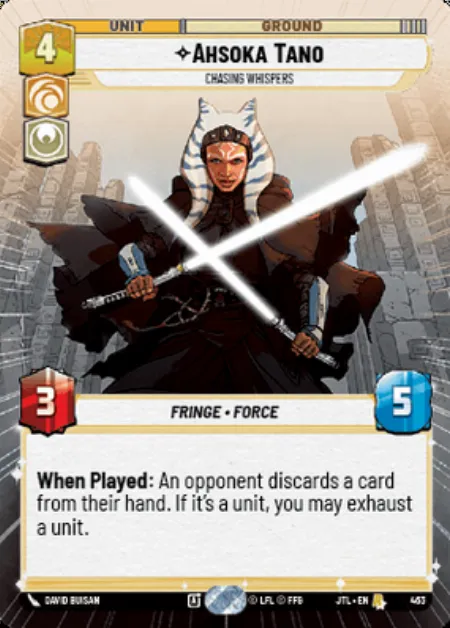 UNIT GROUND
4
AHSOKA TANO
CHASING WHISPERS
3
FRINGE • FORCE
5
When Played: An opponent discards a card
from their hand. If it's a unit, you may exhaust
a unit.
DAVID BUISAN
A
© LFL © FFG
JTL • EN
463